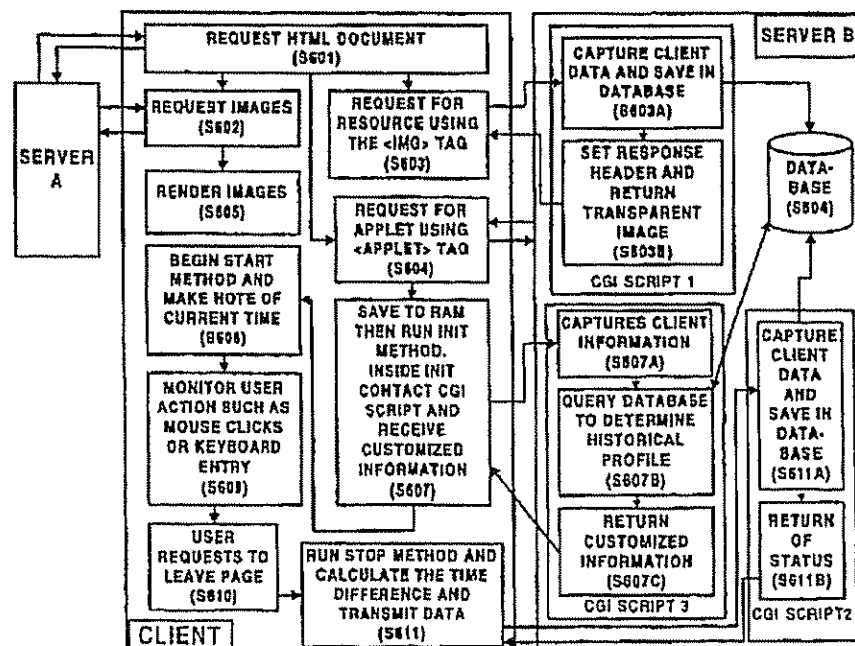 REQUEST HTML DOCUMENT
(S601)
REQUEST IMAGES
(S602)
RENDER IMAGES
(S605)
REQUEST FOR
RESOURCE USING
THE <IMG> TAG
(S603)
REQUEST FOR
APPLET USING
<APPLET> TAG
(S604)
SERVER
A
BEGIN START
METHOD AND
MAKE NOTE OF
CURRENT TIME
(S608)
MONITOR USER
ACTION SUCH AS
MOUSE CLICKS
OR KEYBOARD
ENTRY
(S609)
USER
REQUESTS TO
LEAVE PAGE
(S610)
SAVE TO RAM
THEN RUN INIT
METHOD.
INSIDE INIT
CONTACT CGI
SCRIPT AND
RECEIVE
CUSTOMIZED
INFORMATION
(S607)
RUN STOP METHOD AND
CALCULATE THE TIME
DIFFERENCE AND
TRANSMIT DATA
(S611)
CLIENT
SERVER B
CAPTURE CLIENT
DATA AND SAVE IN
DATABASE
(S603A)
SET RESPONSE
HEADER AND
RETURN
TRANSPARENT
IMAGE
(S603B)
CGI SCRIPT 1
DATA-
BASE
(S604)
CAPTURES CLIENT
INFORMATION
(S607A)
QUERY DATABASE
TO DETERMINE
HISTORICAL
PROFILE
(S607B)
RETURN
CUSTOMIZED
INFORMATION
(S607C)
CGI SCRIPT 3
CAPTURE
CLIENT
DATA
AND
SAVE IN
DATA-
BASE
(S611A)
RETURN
OF
STATUS
(S611B)
CGI SCRIPT2